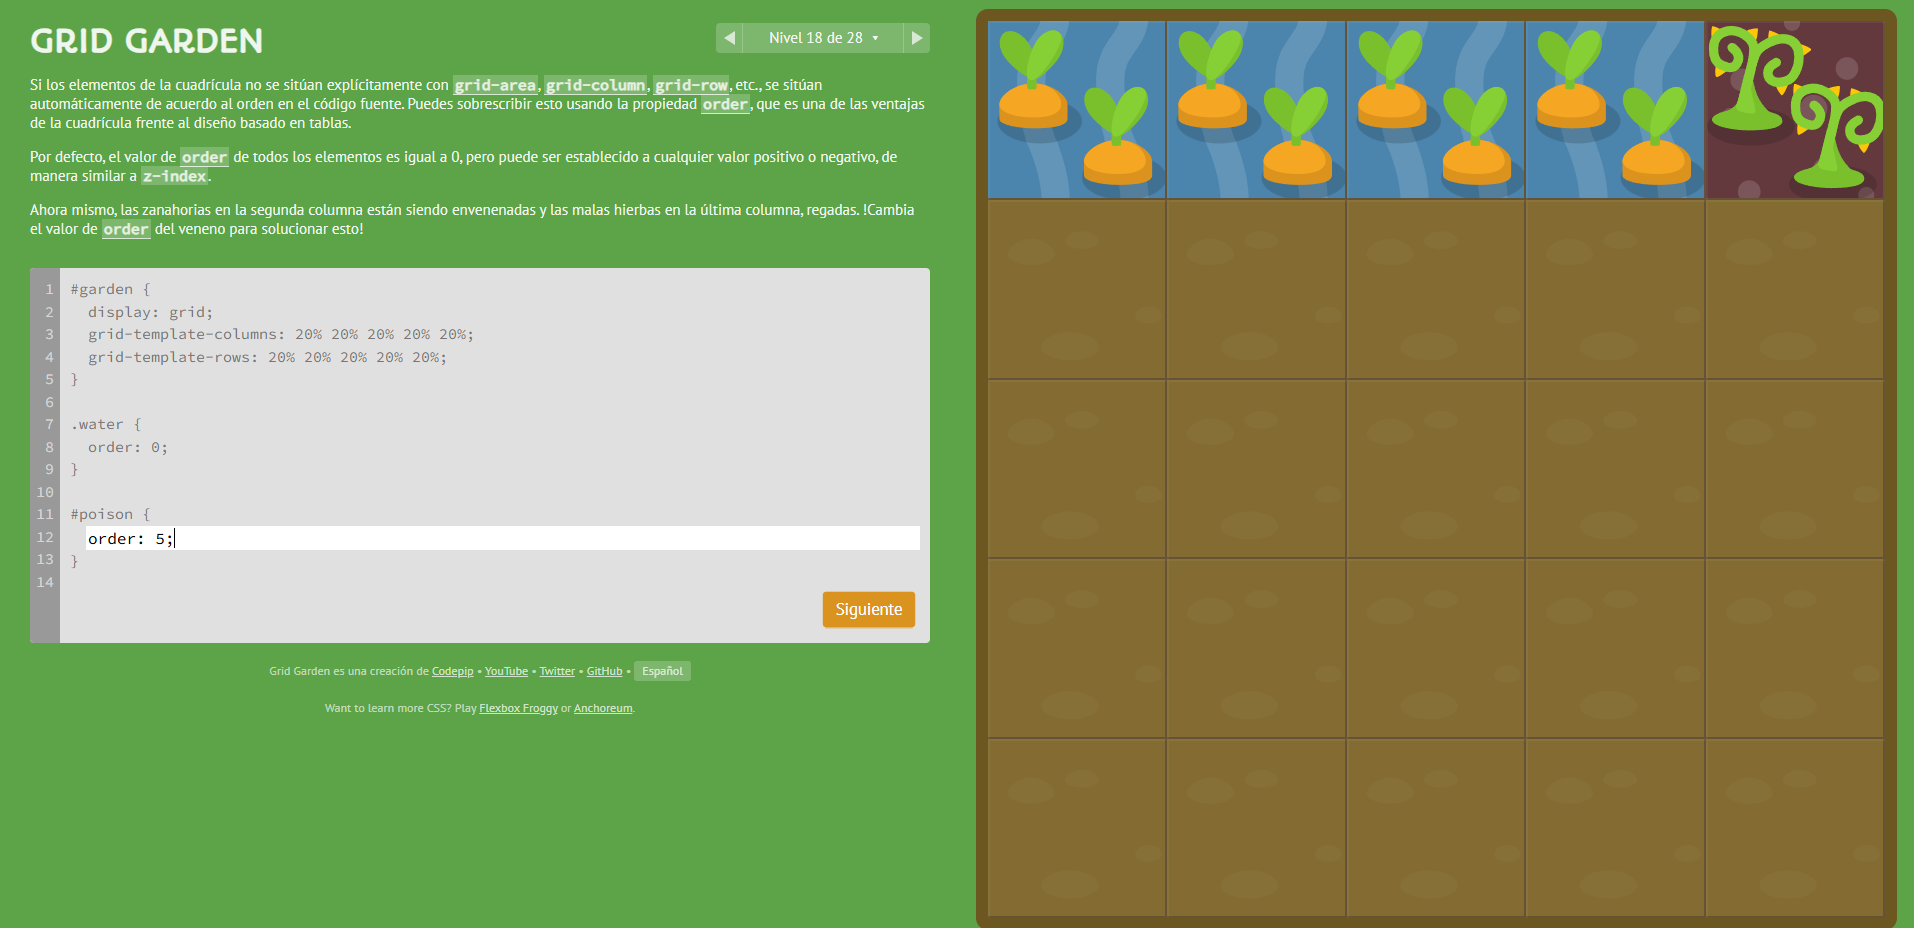 GRID GARDEN
◀ Nivel 18 de 28 ▾ ▶
Si los elementos de la cuadrícula no se sitúan explícitamente con grid-area, grid-column, grid-row, etc., se sitúan
automáticamente de acuerdo al orden en el código fuente. Puedes sobrescribir esto usando la propiedad order, que es una de las ventajas
de la cuadrícula frente al diseño basado en tablas.
Por defecto, el valor de order de todos los elementos es igual a 0, pero puede ser establecido a cualquier valor positivo o negativo, de
manera similar a z-index.
Ahora mismo, las zanahorias en la segunda columna están siendo envenenadas y las malas hierbas en la última columna, regadas. !Cambia
el valor de order del veneno para solucionar esto!
1 #garden {
2 display: grid;
3 grid-template-columns: 20% 20% 20% 20% 20%;
4 grid-template-rows: 20% 20% 20% 20% 20%;
5 }
6
7 .water {
8 order: 0;
9 }
10
11 #poison {
12 order: 5;
13 }
14
Siguiente
Grid Garden es una creación de Codepip • YouTube • Twitter • GitHub • Español
Want to learn more CSS? Play Flexbox Froggy or Anchoreum.